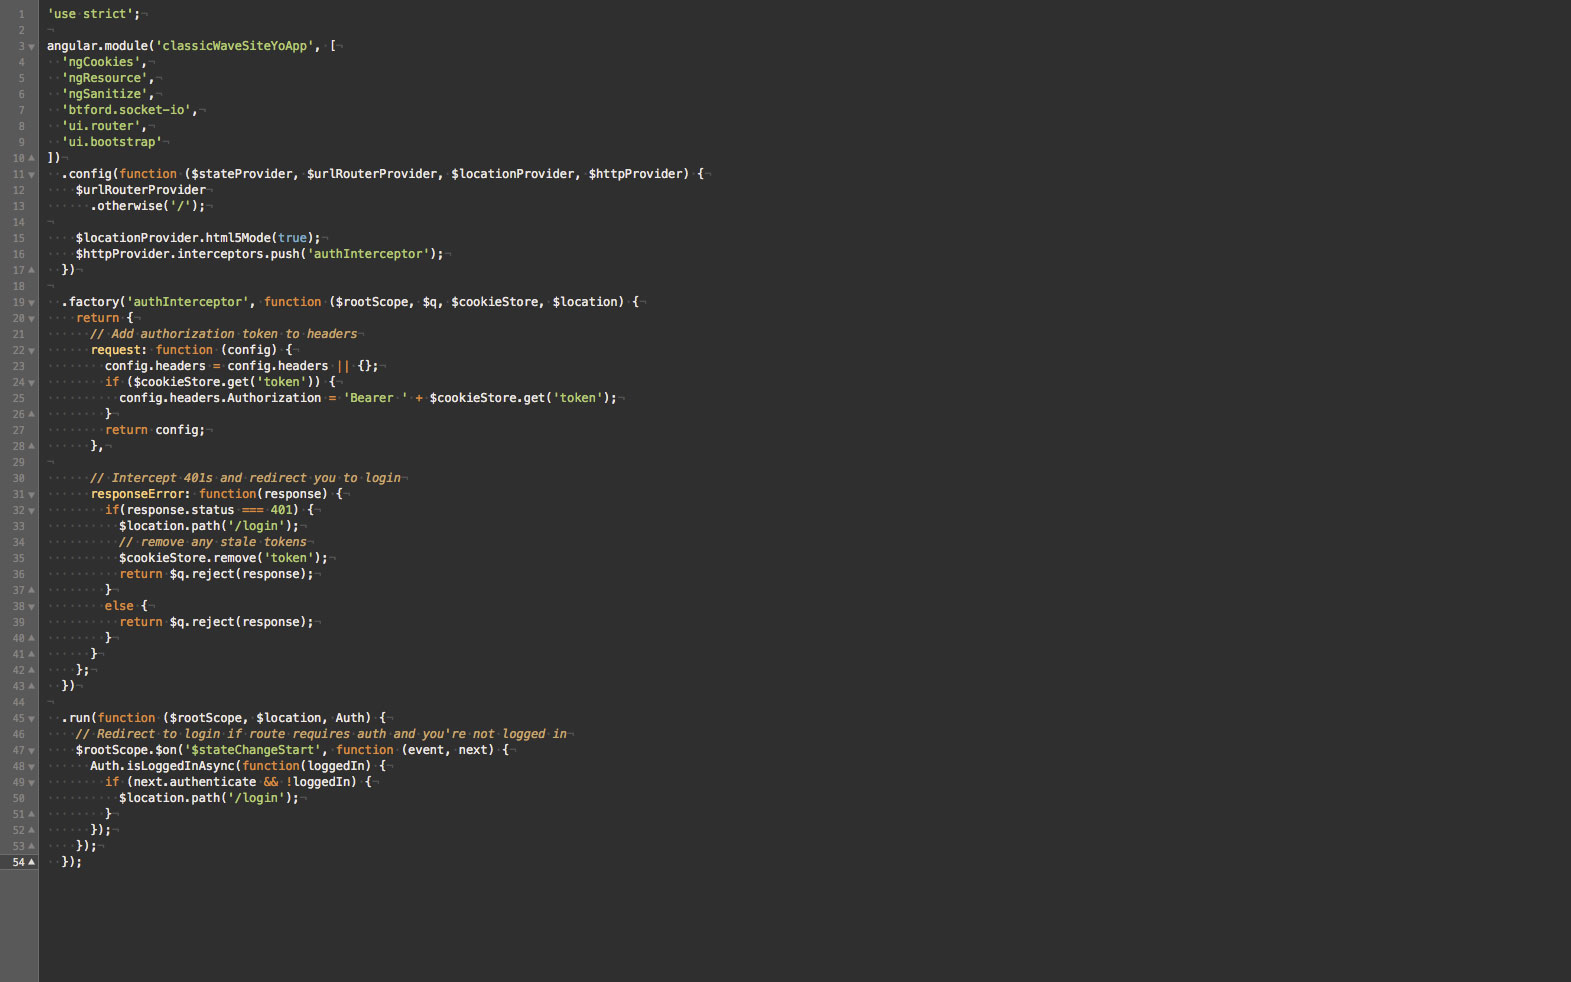 1 'use strict';
2
3 angular.module('classicWaveSiteYoApp', [
4   'ngCookies',
5   'ngResource',
6   'ngSanitize',
7   'btford.socket-io',
8   'ui.router',
9   'ui.bootstrap'
10 ])
11   .config(function ($stateProvider, $urlRouterProvider, $locationProvider, $httpProvider) {
12     $urlRouterProvider
13       .otherwise('/');
14
15     $locationProvider.html5Mode(true);
16     $httpProvider.interceptors.push('authInterceptor');
17   })
18
19   .factory('authInterceptor', function ($rootScope, $q, $cookieStore, $location) {
20     return {
21       // Add authorization token to headers
22       request: function (config) {
23         config.headers = config.headers || {};
24         if ($cookieStore.get('token')) {
25           config.headers.Authorization = 'Bearer ' + $cookieStore.get('token');
26         }
27         return config;
28       },
29
30       // Intercept 401s and redirect you to login
31       responseError: function(response) {
32         if(response.status === 401) {
33           $location.path('/login');
34           // remove any stale tokens
35           $cookieStore.remove('token');
36           return $q.reject(response);
37         }
38         else {
39           return $q.reject(response);
40         }
41       }
42     };
43   })
44
45   .run(function ($rootScope, $location, Auth) {
46     // Redirect to login if route requires auth and you're not logged in
47     $rootScope.$on('$stateChangeStart', function (event, next) {
48       Auth.isLoggedInAsync(function(loggedIn) {
49         if (next.authenticate && !loggedIn) {
50           $location.path('/login');
51         }
52       });
53     });
54   });